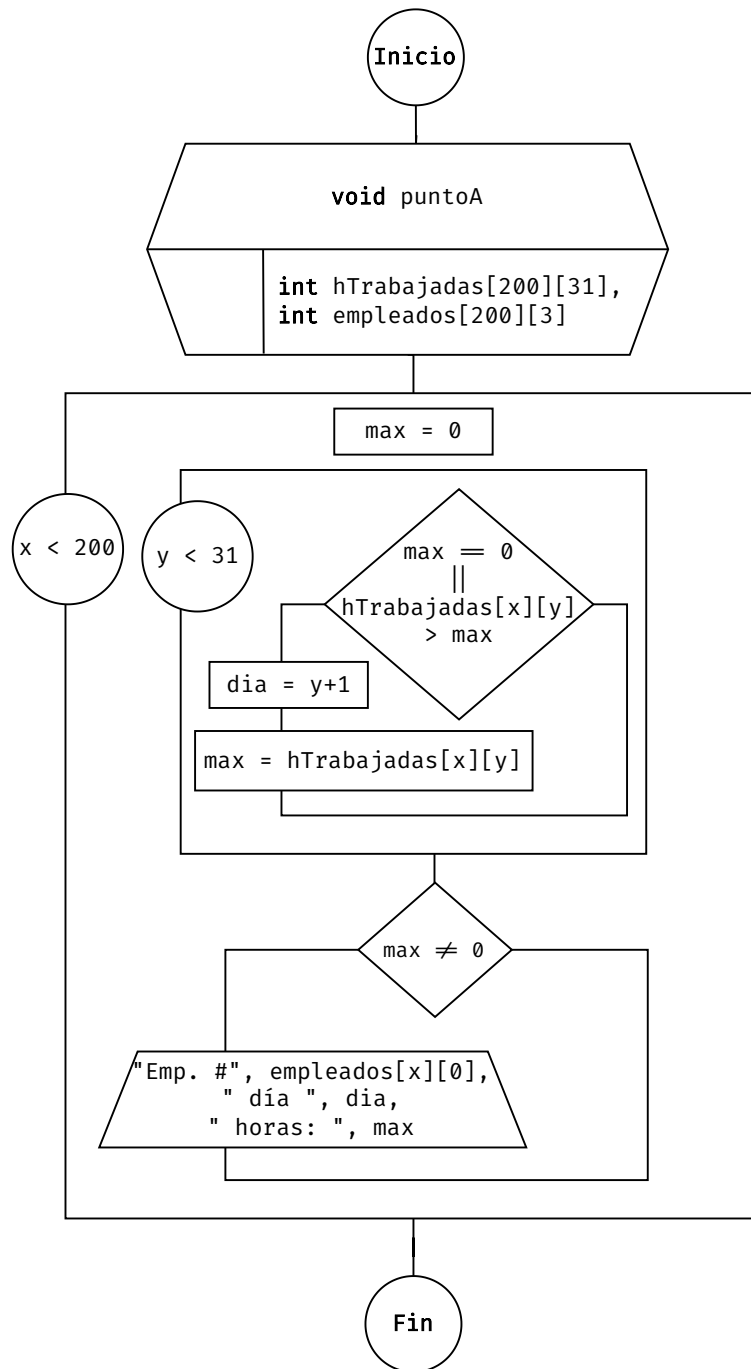 Inicio
void puntoA
int hTrabajadas[200][31],
int empleados[200][3]
max = 0
x < 200
y < 31
max == 0
||
hTrabajadas[x][y]
> max
dia = y+1
max = hTrabajadas[x][y]
max ≠ 0
"Emp. #", empleados[x][0],
" día ", dia,
" horas: ", max
Fin